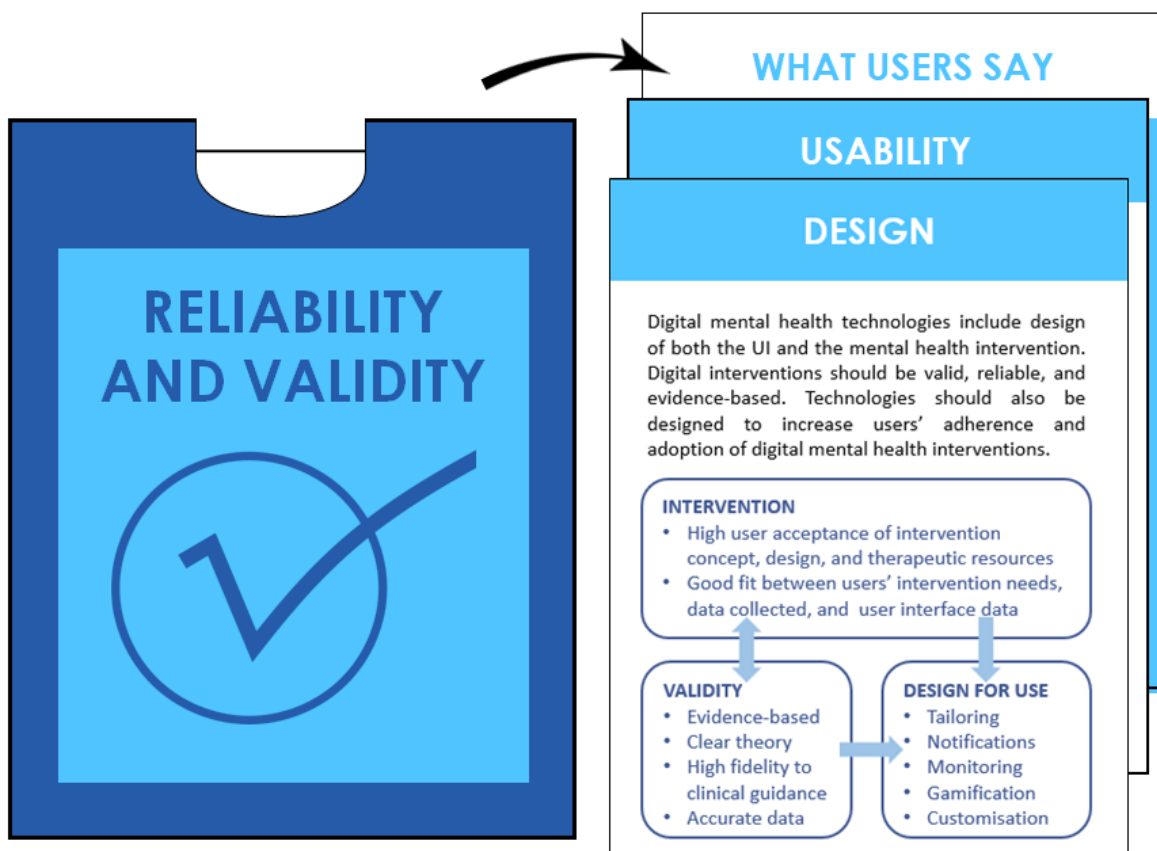 RELIABILITY
AND VALIDITY
WHAT USERS SAY
USABILITY
DESIGN
Digital mental health technologies include design
of both the UI and the mental health intervention.
Digital interventions should be valid, reliable, and
evidence-based. Technologies should also be
designed to increase users’ adherence and
adoption of digital mental health interventions.
INTERVENTION
• High user acceptance of intervention
concept, design, and therapeutic resources
• Good fit between users’ intervention needs,
data collected, and user interface data
VALIDITY
• Evidence-based
• Clear theory
• High fidelity to
clinical guidance
• Accurate data
DESIGN FOR USE
• Tailoring
• Notifications
• Monitoring
• Gamification
• Customisation